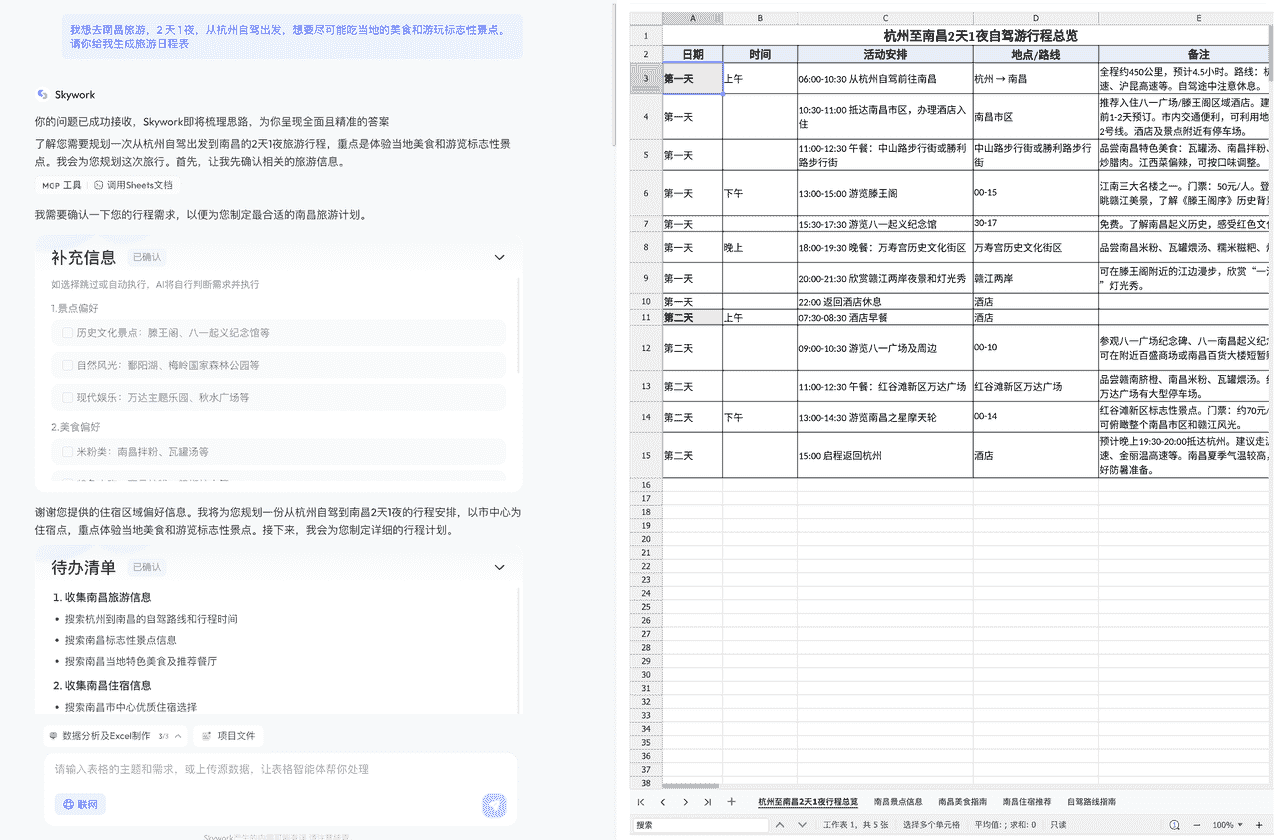 我想去南昌旅游，2 天 1 夜，从杭州自驾出发，想要尽可能吃当地的美食和游玩标志性景点。
请你给我生成旅游日程表
Skywork
你的问题已成功接收，Skywork即将梳理思路，为你呈现全面且精准的答案
了解您需要规划一次从杭州自驾出发到南昌的2天1夜旅游行程，重点是体验当地美食和游览标志性景
点。我会为您规划这次旅行。首先，让我先确认相关的旅游信息。
MCP 工具 调用Sheets文档
我需要确认一下您的行程需求，以便为您制定最合适的南昌旅游计划。
补充信息 已确认
如选择跳过或自动执行，AI将自行判断需求并执行
1.景点偏好
历史文化景点：滕王阁、八一起义纪念馆等
自然风光：鄱阳湖、梅岭国家森林公园等
现代娱乐：万达主题乐园、秋水广场等
2.美食偏好
米粉类：南昌拌粉、瓦罐汤等
谢谢您提供的住宿区域偏好信息。我将为您规划一份从杭州自驾到南昌2天1夜的行程安排，以市中心为
住宿点，重点体验当地美食和游览标志性景点。接下来，我会为您制定详细的行程计划。
待办清单 已确认
1. 收集南昌旅游信息
• 搜索杭州到南昌的自驾路线和行程时间
• 搜索南昌标志性景点信息
• 搜索南昌当地特色美食及推荐餐厅
2. 收集南昌住宿信息
• 搜索南昌市中心优质住宿选择
数据分析及Excel制作 3/3 项目文件
请输入表格的主题和需求，或上传源数据，让表格智能体帮你处理
联网
A B C D E
1 杭州至南昌2天1夜自驾游行程总览
2 日期 时间 活动安排 地点/路线 备注
3 第一天 上午 06:00-10:30 从杭州自驾前往南昌 杭州 → 南昌 全程约450公里，预计4.5小时。路线：杭
速、沪昆高速等。自驾途中注意休息。
4 第一天 10:30-11:00 抵达南昌市区，办理酒店入
住 南昌市区 推荐入住八一广场/滕王阁区域酒店。建
前1-2天预订。市内交通便利，可利用地
2号线。酒店及景点附近有停车场。
5 第一天 11:00-12:30 午餐：中山路步行街或胜利
路步行街 中山路步行街或胜利路步行
街 品尝南昌特色美食：瓦罐汤、南昌拌粉、
炒腊肉。江西菜偏辣，可按口味调整。
6 下午 第一天 13:00-15:00 游览滕王阁 00-15 江南三大名楼之一。门票：50元/人。登
眺赣江美景，了解《滕王阁序》历史背
7 第一天 15:30-17:30 游览八一起义纪念馆 30-17 免费。了解南昌起义历史，感受红色文
8 第一天 晚上 18:00-19:30 晚餐：万寿宫历史文化街区 万寿宫历史文化街区 品尝南昌米粉、瓦罐煨汤、糯米糍粑、
9 第一天 20:00-21:30 欣赏赣江两岸夜景和灯光秀 赣江两岸 可在滕王阁附近的江边漫步，欣赏“一
”灯光秀。
10 第一天 22:00 返回酒店休息 酒店
11 第二天 上午 07:30-08:30 酒店早餐 酒店
12 第二天 09:00-10:30 游览八一广场及周边 00-10 参观八一广场纪念碑、八一南昌起义纪
可在附近百盛商场或南昌百货大楼短暂
13 第二天 11:00-12:30 午餐：红谷滩新区万达广场 红谷滩新区万达广场 品尝赣南脐橙、南昌米粉、瓦罐煨汤。
万达广场有大型停车场。
14 第二天 下午 13:00-14:30 游览南昌之星摩天轮 00-14 红谷滩新区标志性景点。门票：约70元/
可俯瞰整个南昌市区和赣江风光。
15 第二天 15:00 启程返回杭州 酒店 预计晚上19:30-20:00抵达杭州。建议走
速、金丽温高速等。南昌夏季气温较高，
好防暑准备。
16
17
18
19
20
21
22
23
24
25
26
27
28
29
30
31
32
33
34
35
36
37
38
杭州至南昌2天1夜行程总览 南昌景点信息 南昌美食指南 南昌住宿推荐 自驾路线指南
搜索 工作表 1，共 5 张 选择多个单元格 平均值: ; 求和: 0 只读 100%